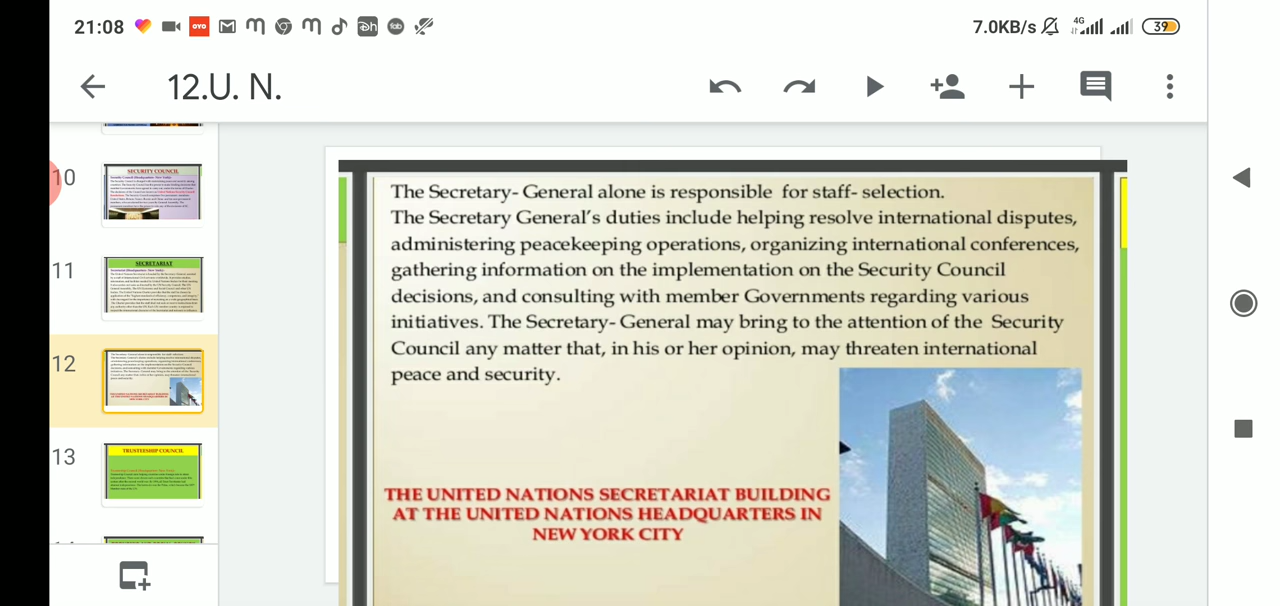 21:08
ovo
7.0KB/s
4G
39
12.U. N.
10
SECURITY COUNCIL
11
SECRETARIAT
12
13
TRUSTEESHIP COUNCIL
The Secretary- General alone is responsible for staff- selection.
The Secretary General's duties include helping resolve international disputes,
administering peacekeeping operations, organizing international conferences,
gathering information on the implementation on the Security Council
decisions, and consulting with member Governments regarding various
initiatives. The Secretary- General may bring to the attention of the Security
Council any matter that, in his or her opinion, may threaten international
peace and security.
THE UNITED NATIONS SECRETARIAT BUILDING
AT THE UNITED NATIONS HEADQUARTERS IN
NEW YORK CITY